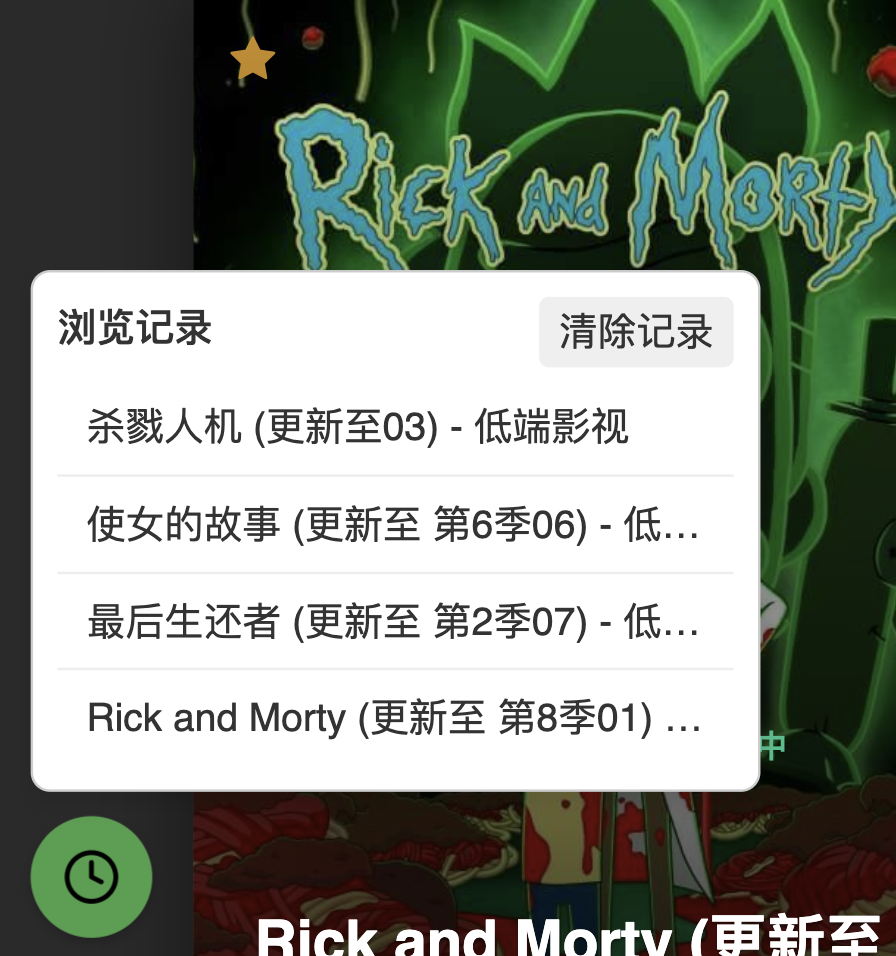 Rick and Morty
浏览记录
清除记录
杀戮人机 (更新至03) - 低端影视
使女的故事 (更新至 第6季06) - 低…
最后生还者 (更新至 第2季07) - 低…
Rick and Morty (更新至 第8季01) …
中
Rick and Morty (更新至